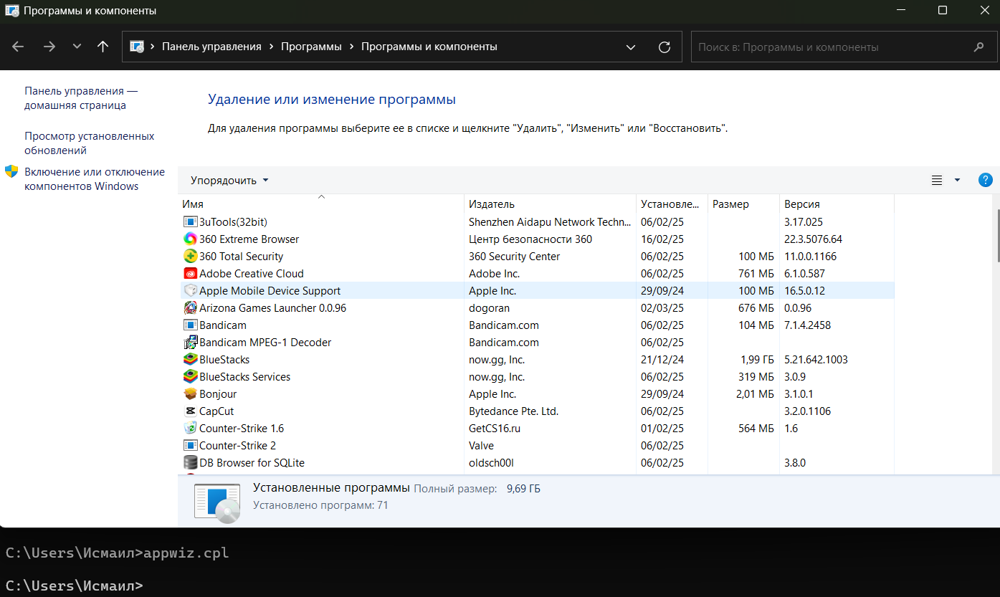 Программы и компоненты
Панель управления > Программы > Программы и компоненты
Поиск в: Программы и компоненты
Панель управления —
домашняя страница
Просмотр установленных
обновлений
Включение или отключение
компонентов Windows
Удаление или изменение программы
Для удаления программы выберите ее в списке и щелкните "Удалить", "Изменить" или "Восстановить".
Упорядочить
?
Имя Издатель Установле... Размер Версия
3uTools(32bit) Shenzhen Aidapu Network Techn... 06/02/25 3.17.025
360 Extreme Browser Центр безопасности 360 16/02/25 22.3.5076.64
360 Total Security 360 Security Center 06/02/25 100 МБ 11.0.0.1166
Adobe Creative Cloud Adobe Inc. 06/02/25 761 МБ 6.1.0.587
Apple Mobile Device Support Apple Inc. 29/09/24 100 МБ 16.5.0.12
Arizona Games Launcher 0.0.96 dogoran 02/03/25 676 МБ 0.0.96
Bandicam Bandicam.com 06/02/25 104 МБ 7.1.4.2458
Bandicam MPEG-1 Decoder Bandicam.com 06/02/25
BlueStacks now.gg, Inc. 21/12/24 1,99 ГБ 5.21.642.1003
BlueStacks Services now.gg, Inc. 06/02/25 319 МБ 3.0.9
Bonjour Apple Inc. 29/09/24 2,01 МБ 3.1.0.1
CapCut Bytedance Pte. Ltd. 06/02/25 3.2.0.1106
Counter-Strike 1.6 GetCS16.ru 01/02/25 564 МБ 1.6
Counter-Strike 2 Valve 06/02/25
DB Browser for SQLite oldsch00l 06/02/25 3.8.0
Установленные программы Полный размер: 9,69 ГБ
Установлено программ: 71
C:\Users\Исмаил>appwiz.cpl
C:\Users\Исмаил>